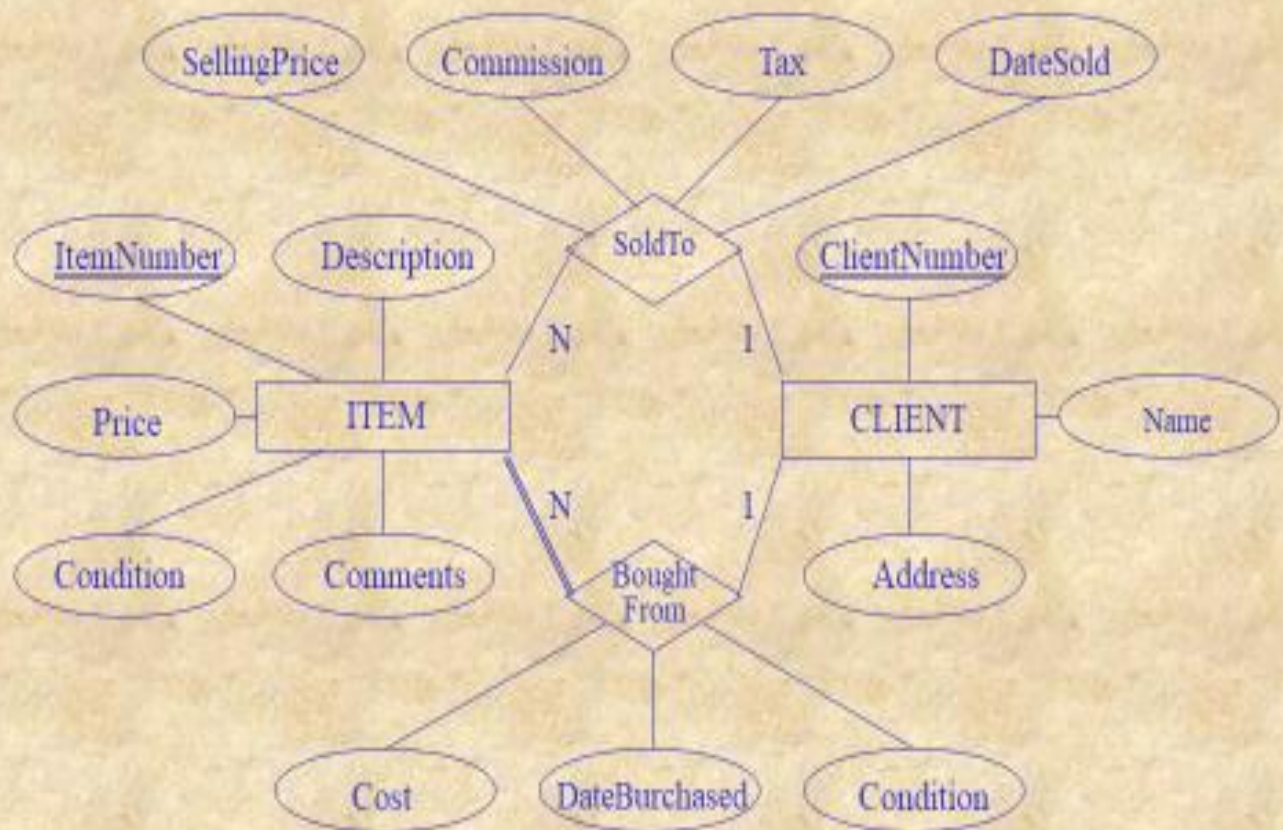 SellingPrice
Commission
Tax
DateSold
SoldTo
ItemNumber
Description
ClientNumber
N
1
Price
ITEM
CLIENT
Name
N
1
Condition
Comments
Bought
From
Address
Cost
DateBurchased
Condition